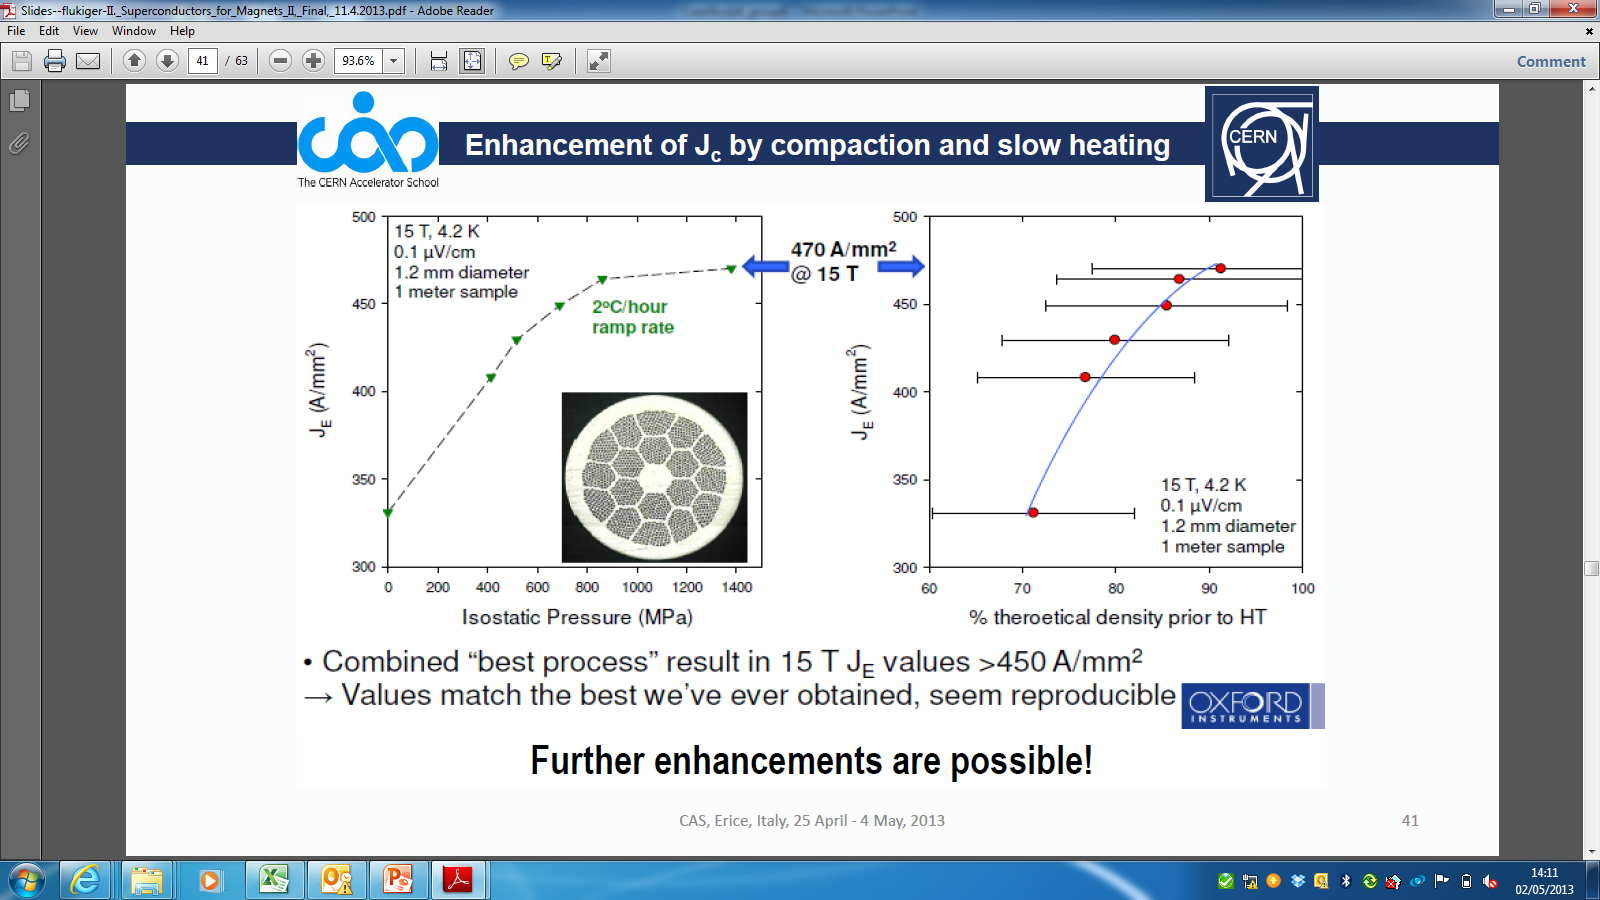 Slides--flukiger-II._Superconductors_for_Magnets_II,_Final,_11.4.2013.pdf - Adobe Reader
File Edit View Window Help
41 / 63 93.6% Comment
Enhancement of Jc by compaction and slow heating
CERN
The CERN Accelerator School
500
450
400
350
300
15 T, 4.2 K
0.1 µV/cm
1.2 mm diameter
1 meter sample
2ºC/hour
ramp rate
JE (A/mm²)
0 200 400 600 800 1000 1200 1400
Isostatic Pressure (MPa)
470 A/mm²
@ 15 T
500
450
400
350
300
JE (A/mm²)
15 T, 4.2 K
0.1 µV/cm
1.2 mm diameter
1 meter sample
60 70 80 90 100
% theroetical density prior to HT
• Combined “best process” result in 15 T JE values >450 A/mm²
→ Values match the best we’ve ever obtained, seem reproducible
OXFORD
INSTRUMENTS
Further enhancements are possible!
CAS, Erice, Italy, 25 April - 4 May, 2013
41
14:11
02/05/2013